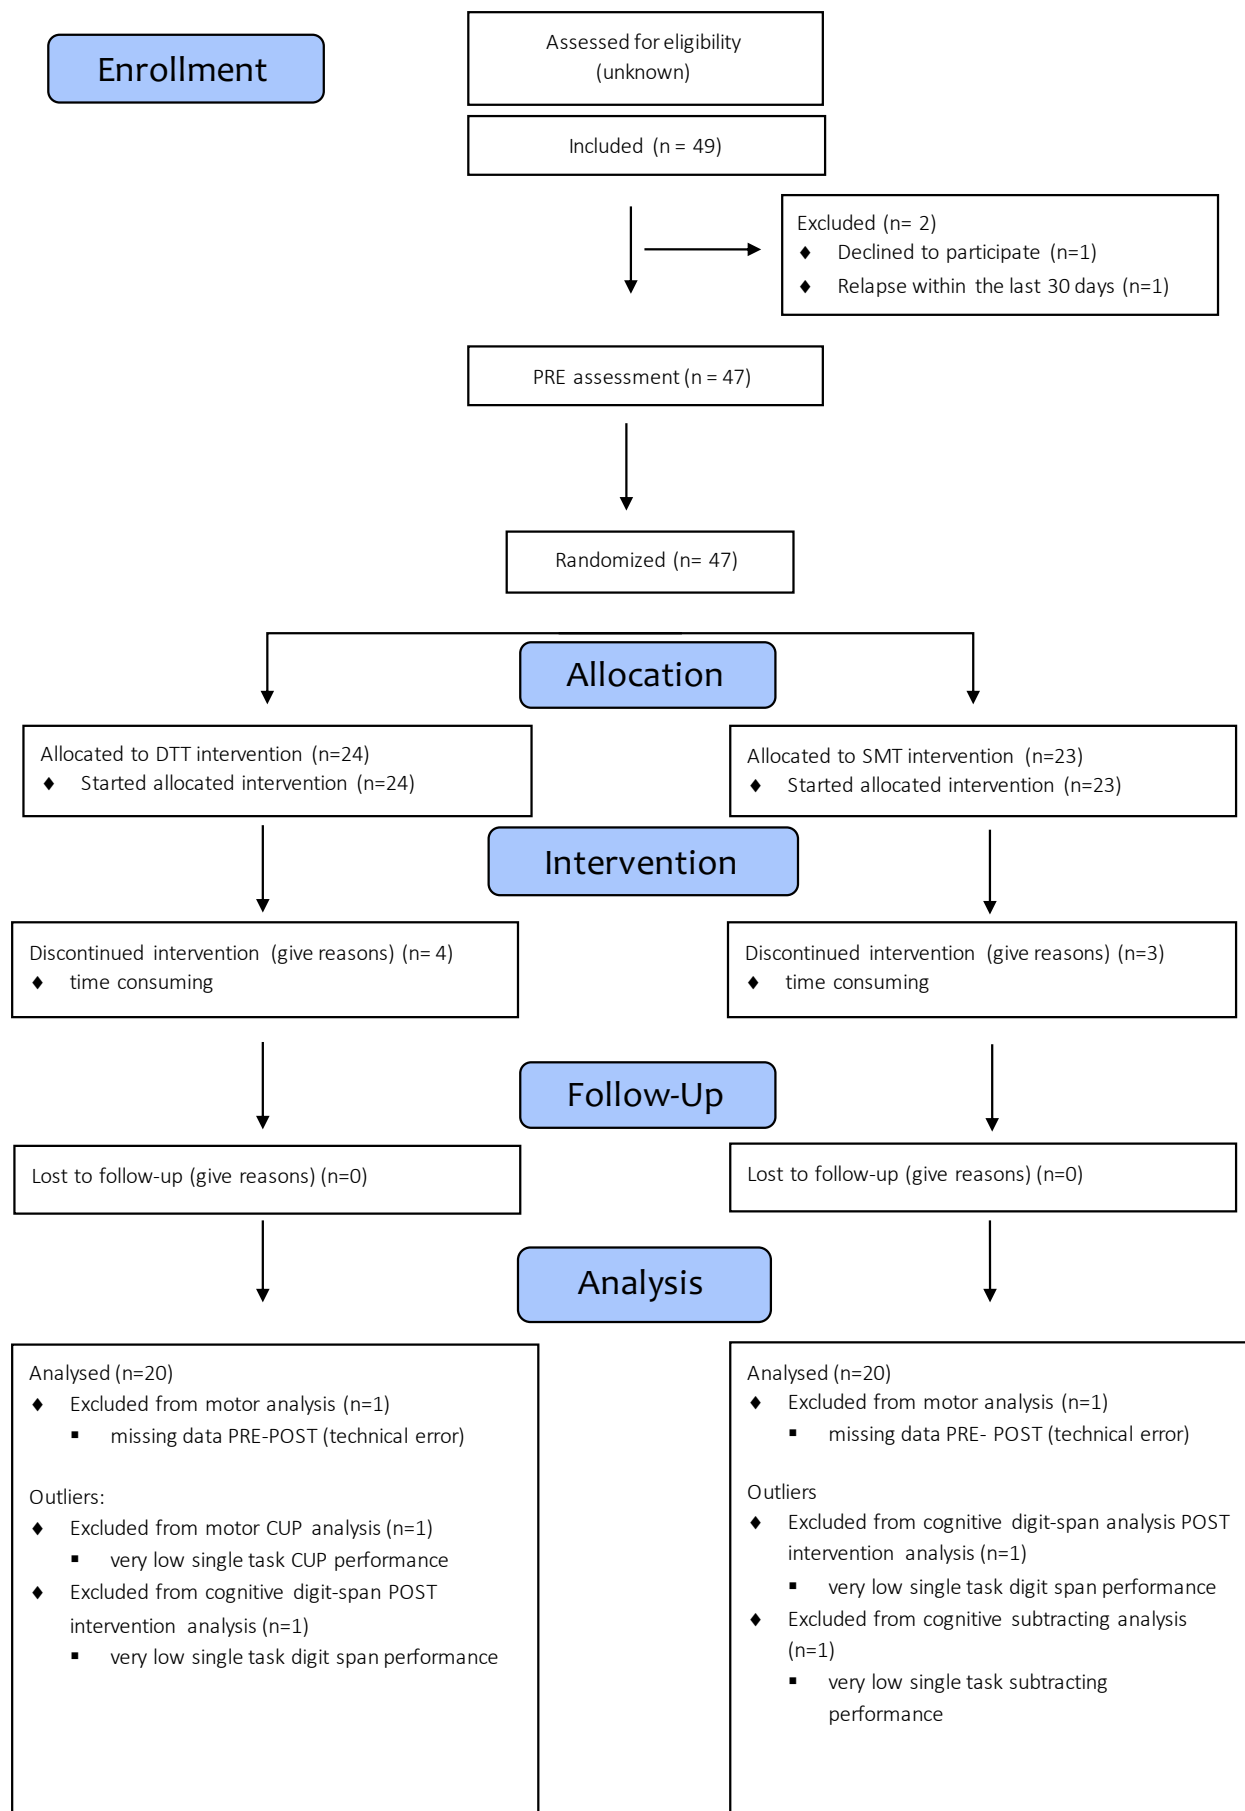 Enrollment
Assessed for eligibility
(unknown)
Included (n = 49)
Excluded (n= 2)
♦ Declined to participate (n=1)
♦ Relapse within the last 30 days (n=1)
PRE assessment (n = 47)
Randomized (n= 47)
Allocation
Allocated to DTT intervention (n=24)
♦ Started allocated intervention (n=24)
Allocated to SMT intervention (n=23)
♦ Started allocated intervention (n=23)
Intervention
Discontinued intervention (give reasons) (n= 4)
♦ time consuming
Discontinued intervention (give reasons) (n=3)
♦ time consuming
Follow-Up
Lost to follow-up (give reasons) (n=0)
Lost to follow-up (give reasons) (n=0)
Analysis
Analysed (n=20)
♦ Excluded from motor analysis (n=1)
▪ missing data PRE-POST (technical error)
Outliers:
♦ Excluded from motor CUP analysis (n=1)
▪ very low single task CUP performance
♦ Excluded from cognitive digit-span POST
intervention analysis (n=1)
▪ very low single task digit span performance
Analysed (n=20)
♦ Excluded from motor analysis (n=1)
▪ missing data PRE- POST (technical error)
Outliers
♦ Excluded from cognitive digit-span analysis POST
intervention analysis (n=1)
▪ very low single task digit span performance
♦ Excluded from cognitive subtracting analysis
(n=1)
▪ very low single task subtracting
performance